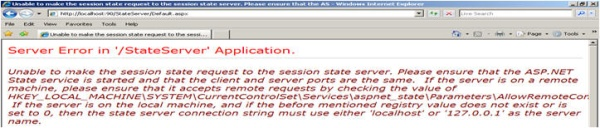 Unable to make the session state request to the session state server. Please ensure that the AS - Windows Internet Explorer
http://localhost:90/StateServer/Default.aspx
Live Search
File Edit View Favorites Tools Help
Unable to make the session state request to the sessi...
Page Tools
Server Error in '/StateServer' Application.
Unable to make the session state request to the session state server. Please ensure that the ASP.NET
State service is started and that the client and server ports are the same. If the server is on a remote
machine, please ensure that it accepts remote requests by checking the value of
HKEY_LOCAL_MACHINE\SYSTEM\CurrentControlSet\Services\aspnet_state\Parameters\AllowRemoteCon
If the server is on the local machine, and if the before mentioned registry value does not exist or is
set to 0, then the state server connection string must use either 'localhost' or '127.0.0.1' as the server
name.